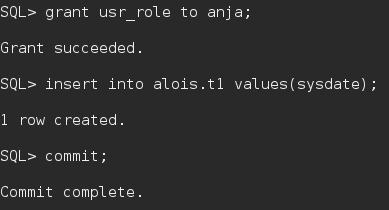 SQL> grant usr_role to anja;
Grant succeeded.
SQL> insert into alois.t1 values(sysdate);
1 row created.
SQL> commit;
Commit complete.